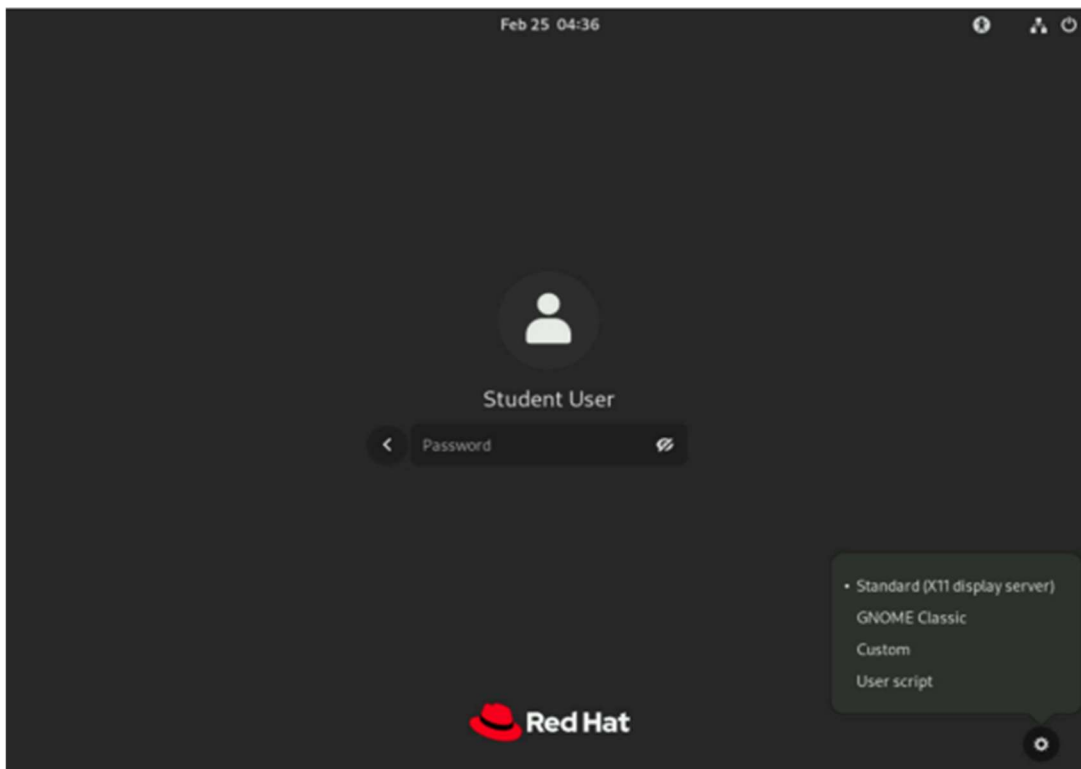 Feb 25 04:36
Student User
Password
• Standard (X11 display server)
GNOME Classic
Custom
User script
Red Hat